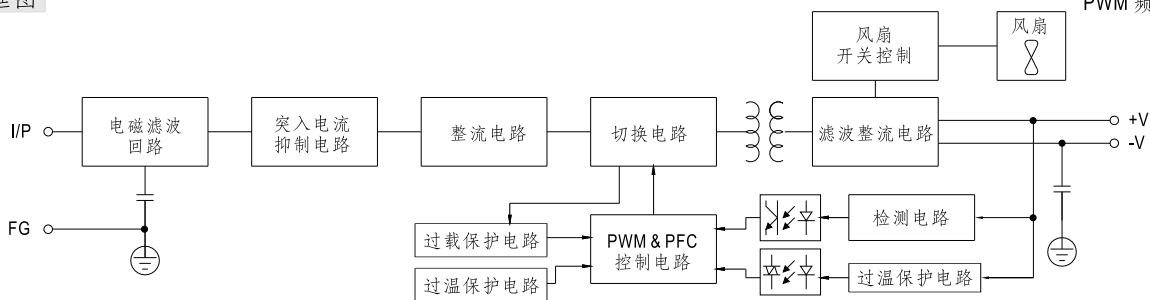 框图
PWM 频
风扇
开关控制
风扇
I/P
电磁滤波
回路
突入电流
抑制电路
整流电路
切换电路
滤波整流电路
+V
-V
FG
过载保护电路
PWM & PFC
控制电路
检测电路
过温保护电路
过温保护电路